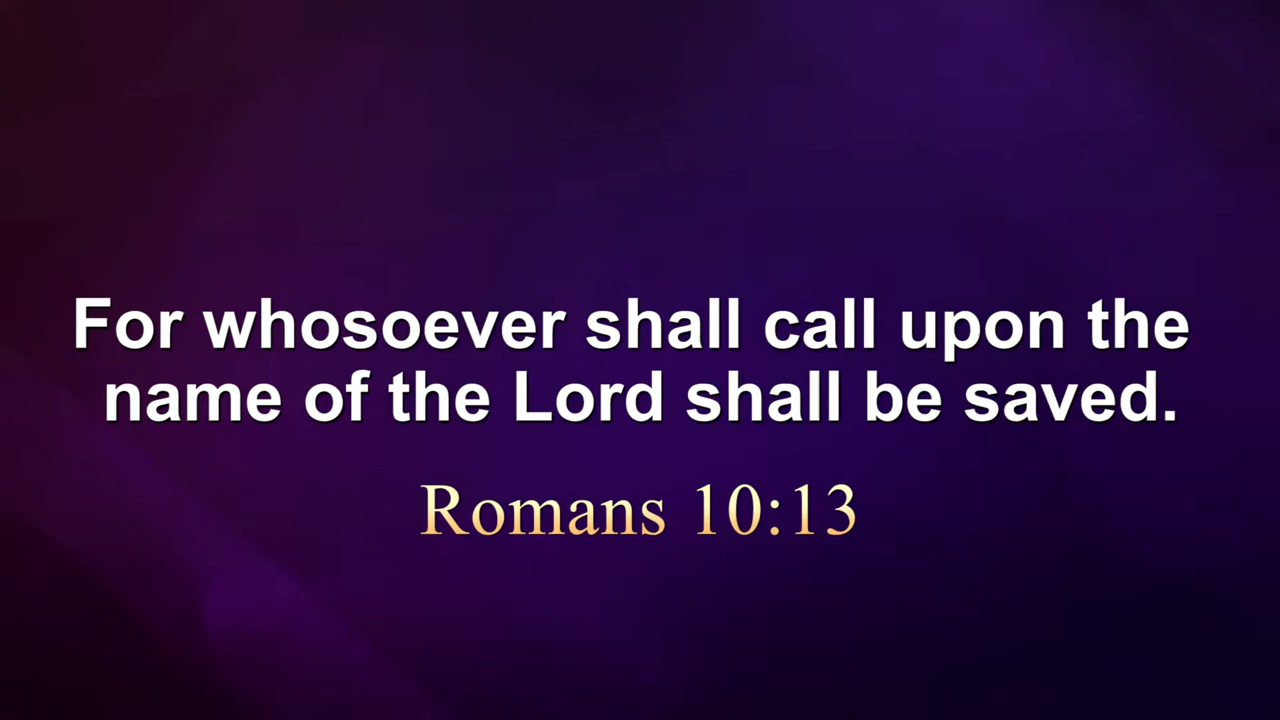 For whosoever shall call upon the
name of the Lord shall be saved.
Romans 10:13